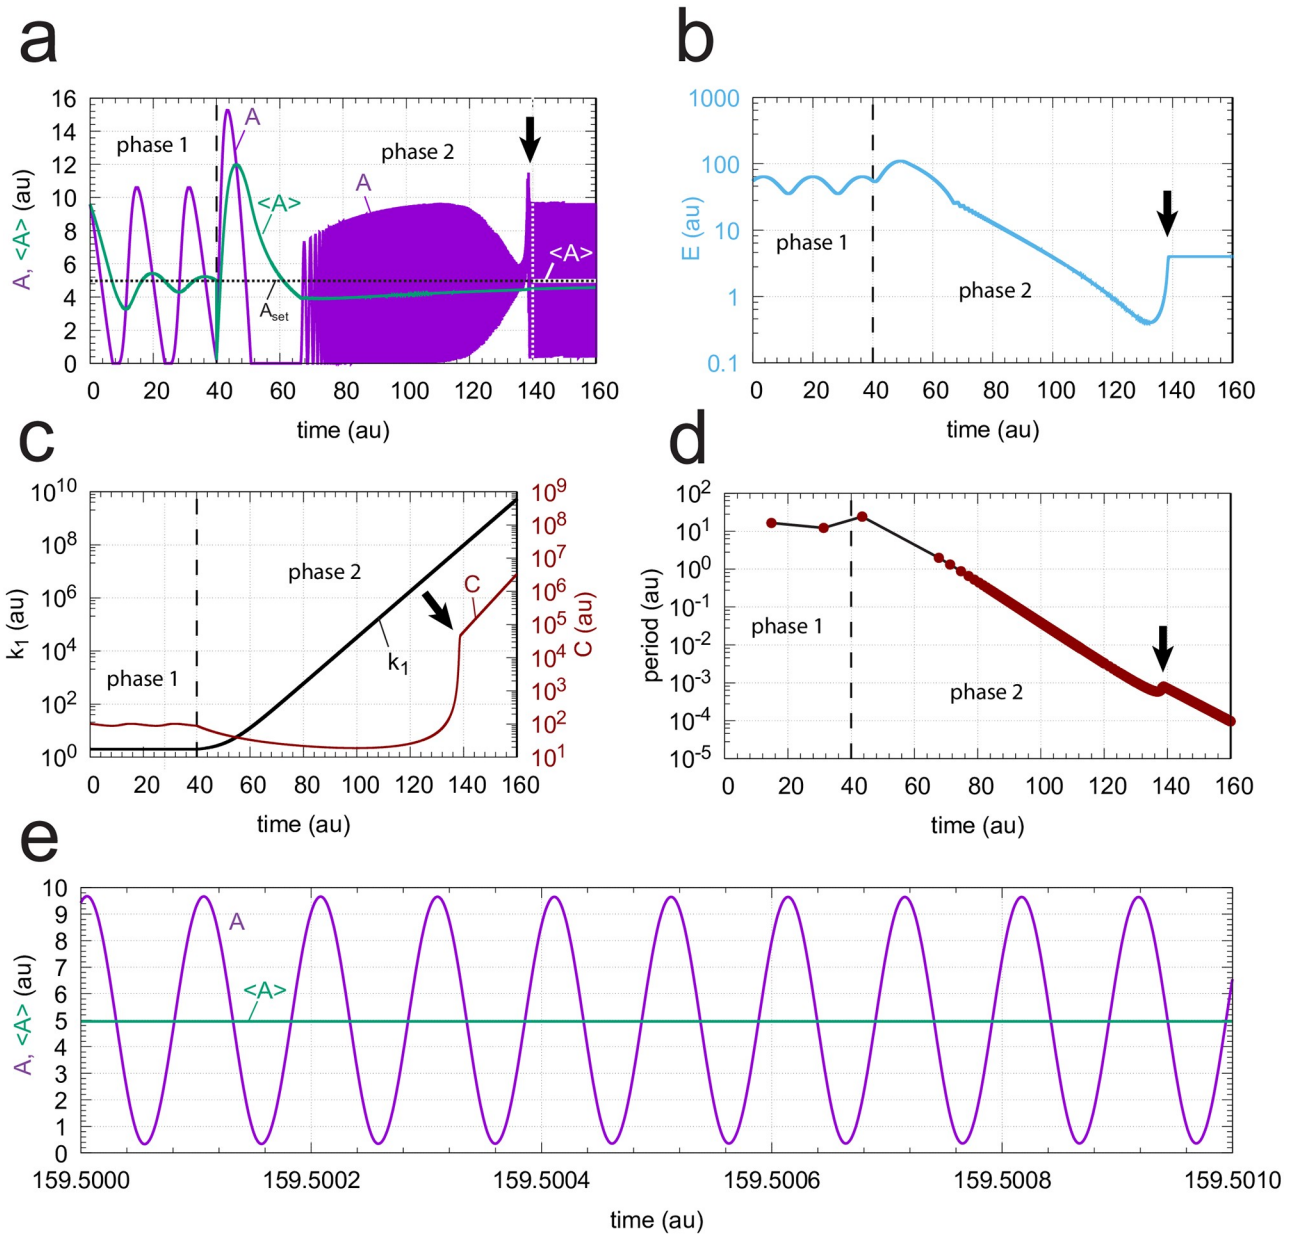 a
16
14
12
10
8
6
4
2
0
A, <A> (au)
phase 1
A
phase 2
A
<A>
<A>
Aset
0 20 40 60 80 100 120 140 160
time (au)
b
1000
100
10
1
0.1
E (au)
phase 1
phase 2
0 20 40 60 80 100 120 140 160
time (au)
c
10^10
10^8
10^6
10^4
10^2
10^0
k1 (au)
phase 2
phase 1
C
k1
10^9
10^8
10^7
10^6
10^5
10^4
10^3
10^2
10^1
C (au)
0 20 40 60 80 100 120 140 160
time (au)
d
10^2
10^1
10^0
10^-1
10^-2
10^-3
10^-4
10^-5
period (au)
phase 1
phase 2
0 20 40 60 80 100 120 140 160
time (au)
e
10
9
8
7
6
5
4
3
2
1
0
A, <A> (au)
A
<A>
159.5000 159.5002 159.5004 159.5006 159.5008 159.5010
time (au)